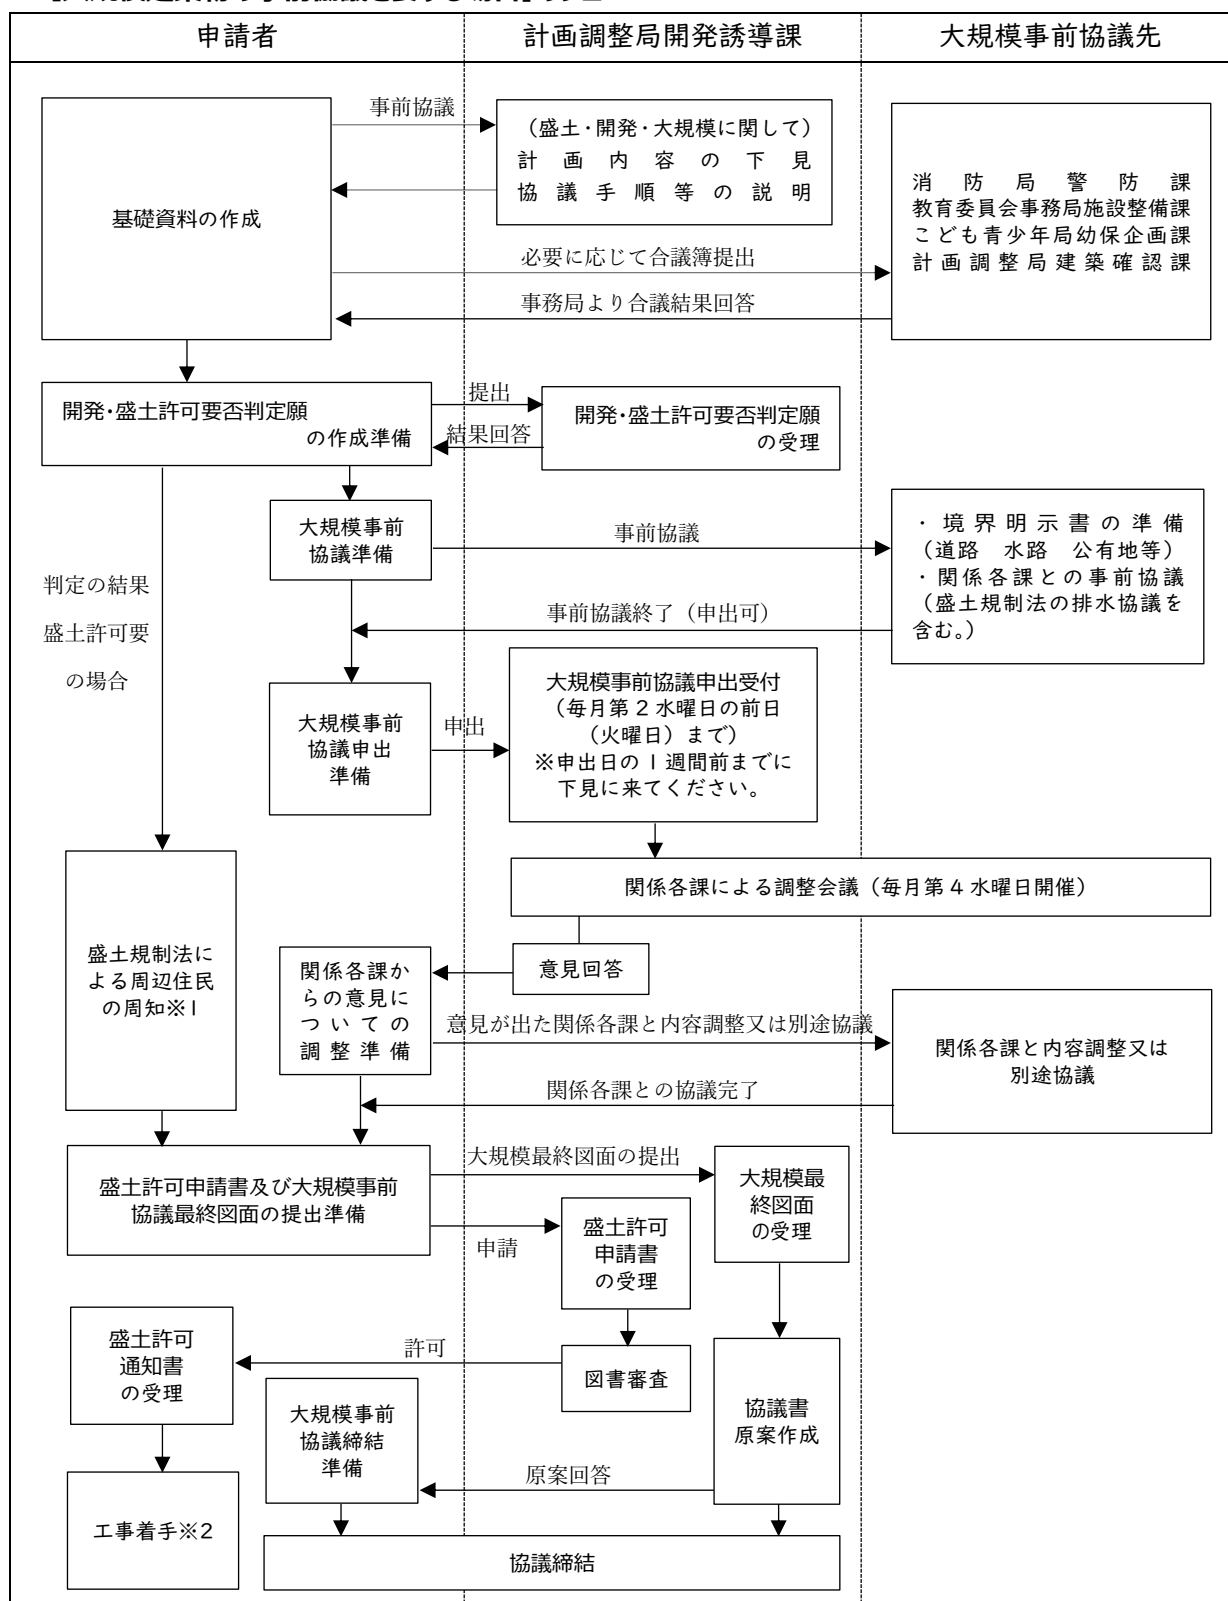 申請者
計画調整局開発誘導課
大規模事前協議先
事前協議
基礎資料の作成
（盛土・開発・大規模に関して）
計画内容の下見
協議手順等の説明
消防局警防課
教育委員会事務局施設整備課
こども青少年局幼保企画課
計画調整局建築確認課
必要に応じて合議簿提出
事務局より合議結果回答
開発・盛土許可要否判定願
の作成準備
提出
結果回答
開発・盛土許可要否判定願
の受理
大規模事前
協議準備
事前協議
・境界明示書の準備
（道路　水路　公有地等）
・関係各課との事前協議
（盛土規制法の排水協議を
含む。）
事前協議終了（申出可）
判定の結果
盛土許可要
の場合
大規模事前
協議申出
準備
申出
大規模事前協議申出受付
（毎月第２水曜日の前日
（火曜日）まで）
※申出日の１週間前までに
下見に来てください。
関係各課による調整会議（毎月第４水曜日開催）
意見回答
盛土規制法に
よる周辺住民
の周知※1
関係各課か
らの意見に
ついての
調整準備
意見が出た関係各課と内容調整又は別途協議
関係各課と内容調整又は
別途協議
関係各課との協議完了
盛土許可申請書及び大規模事前
協議最終図面の提出準備
大規模最終図面の提出
申請
大規模最
終図面
の受理
盛土許可
申請書
の受理
盛土許可
通知書
の受理
許可
図書審査
協議書
原案作成
大規模事前
協議締結
準備
原案回答
工事着手※2
協議締結